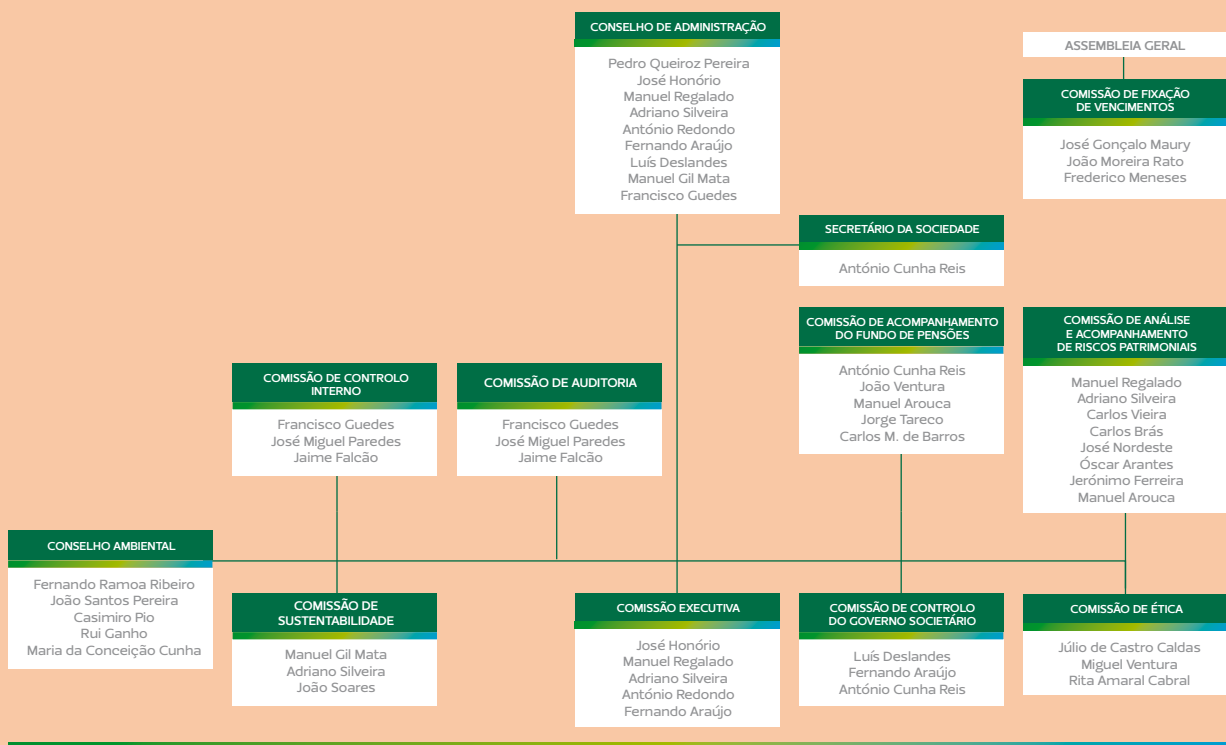 CONSELHO DE ADMINISTRAÇÃO
Pedro Queiroz Pereira
José Honório
Manuel Regalado
Adriano Silveira
António Redondo
Fernando Araújo
Luís Deslandes
Manuel Gil Mata
Francisco Guedes
ASSEMBLEIA GERAL
COMISSÃO DE FIXAÇÃO
DE VENCIMENTOS
José Gonçalo Maury
João Moreira Rato
Frederico Meneses
SECRETÁRIO DA SOCIEDADE
António Cunha Reis
COMISSÃO DE CONTROLO
INTERNO
Francisco Guedes
José Miguel Paredes
Jaime Falcão
COMISSÃO DE AUDITORIA
Francisco Guedes
José Miguel Paredes
Jaime Falcão
COMISSÃO DE ACOMPANHAMENTO
DO FUNDO DE PENSÕES
António Cunha Reis
João Ventura
Manuel Arouca
Jorge Tareco
Carlos M. de Barros
COMISSÃO DE ANÁLISE
E ACOMPANHAMENTO
DE RISCOS PATRIMONIAIS
Manuel Regalado
Adriano Silveira
Carlos Vieira
Carlos Brás
José Nordeste
Óscar Arantes
Jerónimo Ferreira
Manuel Arouca
CONSELHO AMBIENTAL
Fernando Ramoa Ribeiro
João Santos Pereira
Casimiro Pio
Rui Ganho
Maria da Conceição Cunha
COMISSÃO DE
SUSTENTABILIDADE
Manuel Gil Mata
Adriano Silveira
João Soares
COMISSÃO EXECUTIVA
José Honório
Manuel Regalado
Adriano Silveira
António Redondo
Fernando Araújo
COMISSÃO DE CONTROLO
DO GOVERNO SOCIETÁRIO
Luís Deslandes
Fernando Araújo
António Cunha Reis
COMISSÃO DE ÉTICA
Júlio de Castro Caldas
Miguel Ventura
Rita Amaral Cabral